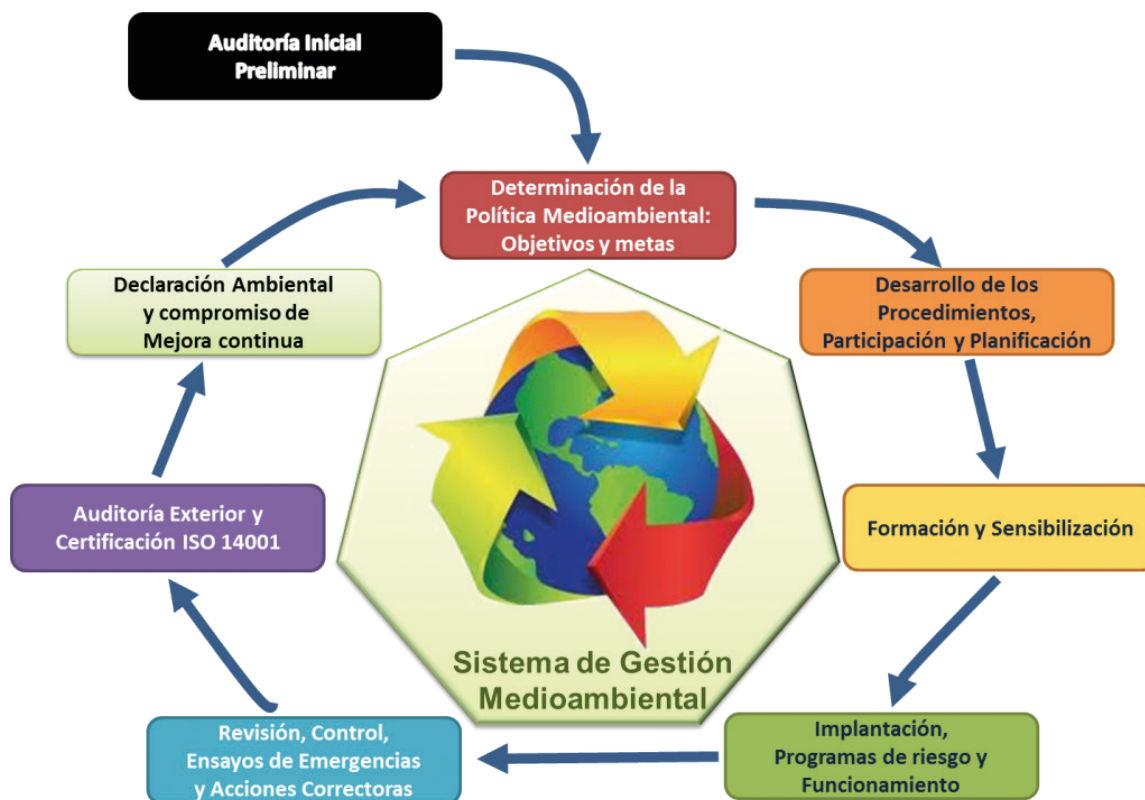 Auditoría Inicial
Preliminar
Determinación de la
Política Medioambiental:
Objetivos y metas
Desarrollo de los
Procedimientos,
Participación y Planificación
Formación y Sensibilización
Implantación,
Programas de riesgo y
Funcionamiento
Revisión, Control,
Ensayos de Emergencias
y Acciones Correctoras
Auditoría Exterior y
Certificación ISO 14001
Declaración Ambiental
y compromiso de
Mejora continua
Sistema de Gestión
Medioambiental